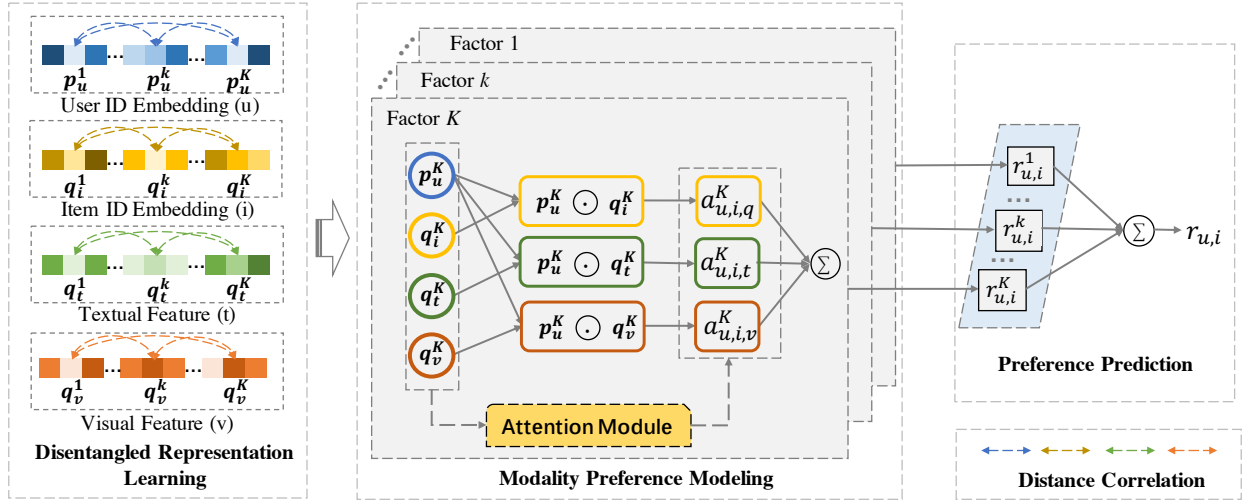 ... ...
p_u^1 p_u^k p_u^K
User ID Embedding (u)
... ...
q_i^1 q_i^k q_i^K
Item ID Embedding (i)
... ...
q_t^1 q_t^k q_t^K
Textual Feature (t)
... ...
q_v^1 q_v^k q_v^K
Visual Feature (v)
Disentangled Representation
Learning
Factor 1
Factor k
Factor K
p_u^K
q_i^K
q_t^K
q_v^K
p_u^K ⊙ q_i^K
p_u^K ⊙ q_t^K
p_u^K ⊙ q_v^K
a_{u,i,q}^K
a_{u,i,t}^K
a_{u,i,v}^K
Σ
Attention Module
Modality Preference Modeling
r_{u,i}^1
...
r_{u,i}^k
...
r_{u,i}^K
Σ
r_{u,i}
Preference Prediction
Distance Correlation